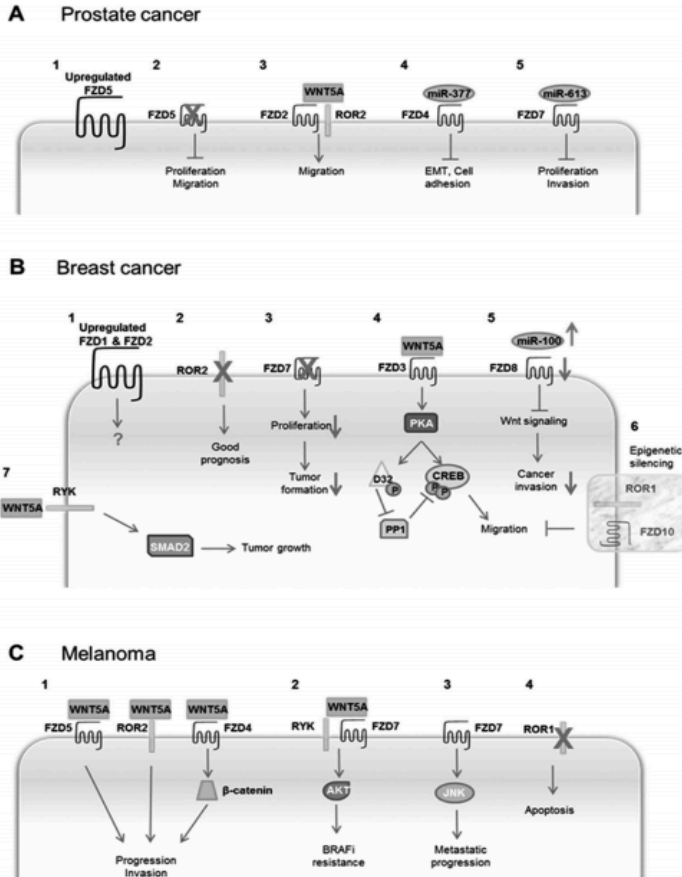 A Prostate cancer
1 2 3 4 5
Upregulated
FZD5
WNT5A
miR-377
miR-613
FZD5
FZD2
ROR2
FZD4
FZD7
Proliferation
Migration
Migration
EMT, Cell
adhesion
Proliferation
Invasion
B Breast cancer
1 2 3 4 5
Upregulated
FZD1 & FZD2
WNT5A
miR-100
ROR2
FZD7
FZD3
FZD8
?
Good
prognosis
Proliferation
Tumor
formation
PKA
D32
P
CREB
P
P
PP1
Migration
Wnt signaling
Cancer
invasion
6
Epigenetic
silencing
ROR1
FZD10
7
RYK
WNT5A
SMAD2
Tumor growth
C Melanoma
1 2 3 4
WNT5A
WNT5A
WNT5A
WNT5A
FZD5
ROR2
FZD4
RYK
FZD7
FZD7
ROR1
β-catenin
AKT
JNK
Apoptosis
Progression
Invasion
BRAFi
resistance
Metastatic
progression